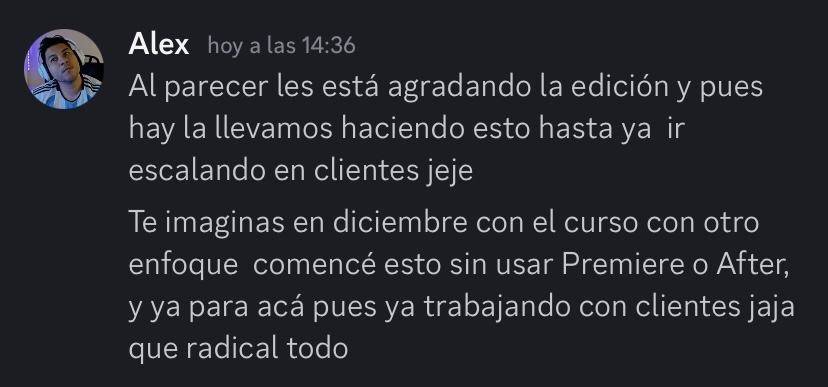 Alex hoy a las 14:36
Al parecer les está agradando la edición y pues
hay la llevamos haciendo esto hasta ya  ir
escalando en clientes jeje
Te imaginas en diciembre con el curso con otro
enfoque  comencé esto sin usar Premiere o After,
y ya para acá pues ya trabajando con clientes jaja
que radical todo